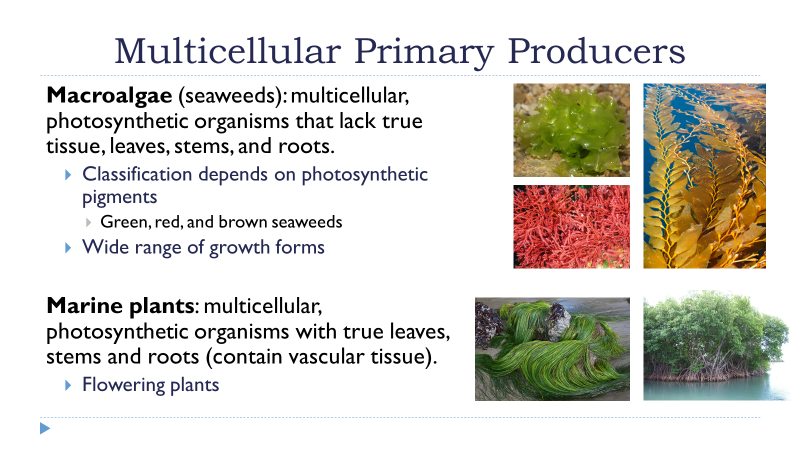 Multicellular Primary Producers
Macroalgae (seaweeds): multicellular,
photosynthetic organisms that lack true
tissue, leaves, stems, and roots.
Classification depends on photosynthetic
pigments
Green, red, and brown seaweeds
Wide range of growth forms
Marine plants: multicellular,
photosynthetic organisms with true leaves,
stems and roots (contain vascular tissue).
Flowering plants